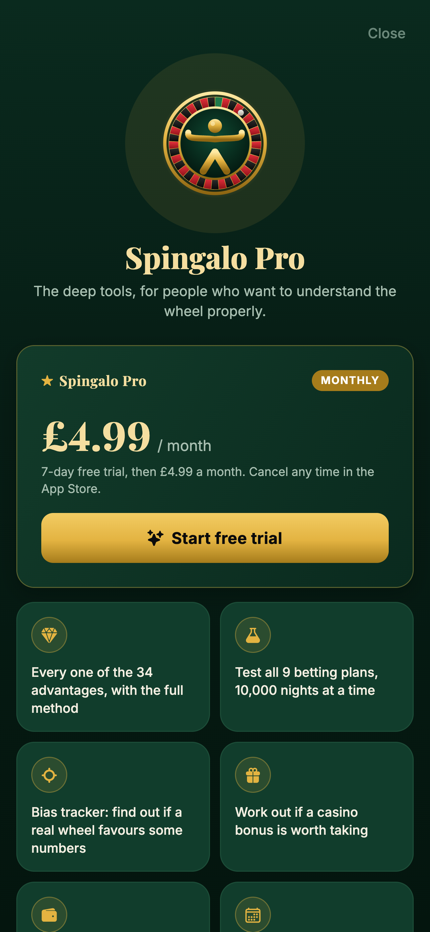 Close
Spingalo Pro
The deep tools, for people who want to understand the
wheel properly.
Spingalo Pro
MONTHLY
£4.99 / month
7-day free trial, then £4.99 a month. Cancel any time in the
App Store.
Start free trial
Every one of the 34
advantages, with the full
method
Test all 9 betting plans,
10,000 nights at a time
Bias tracker: find out if a
real wheel favours some
numbers
Work out if a casino
bonus is worth taking